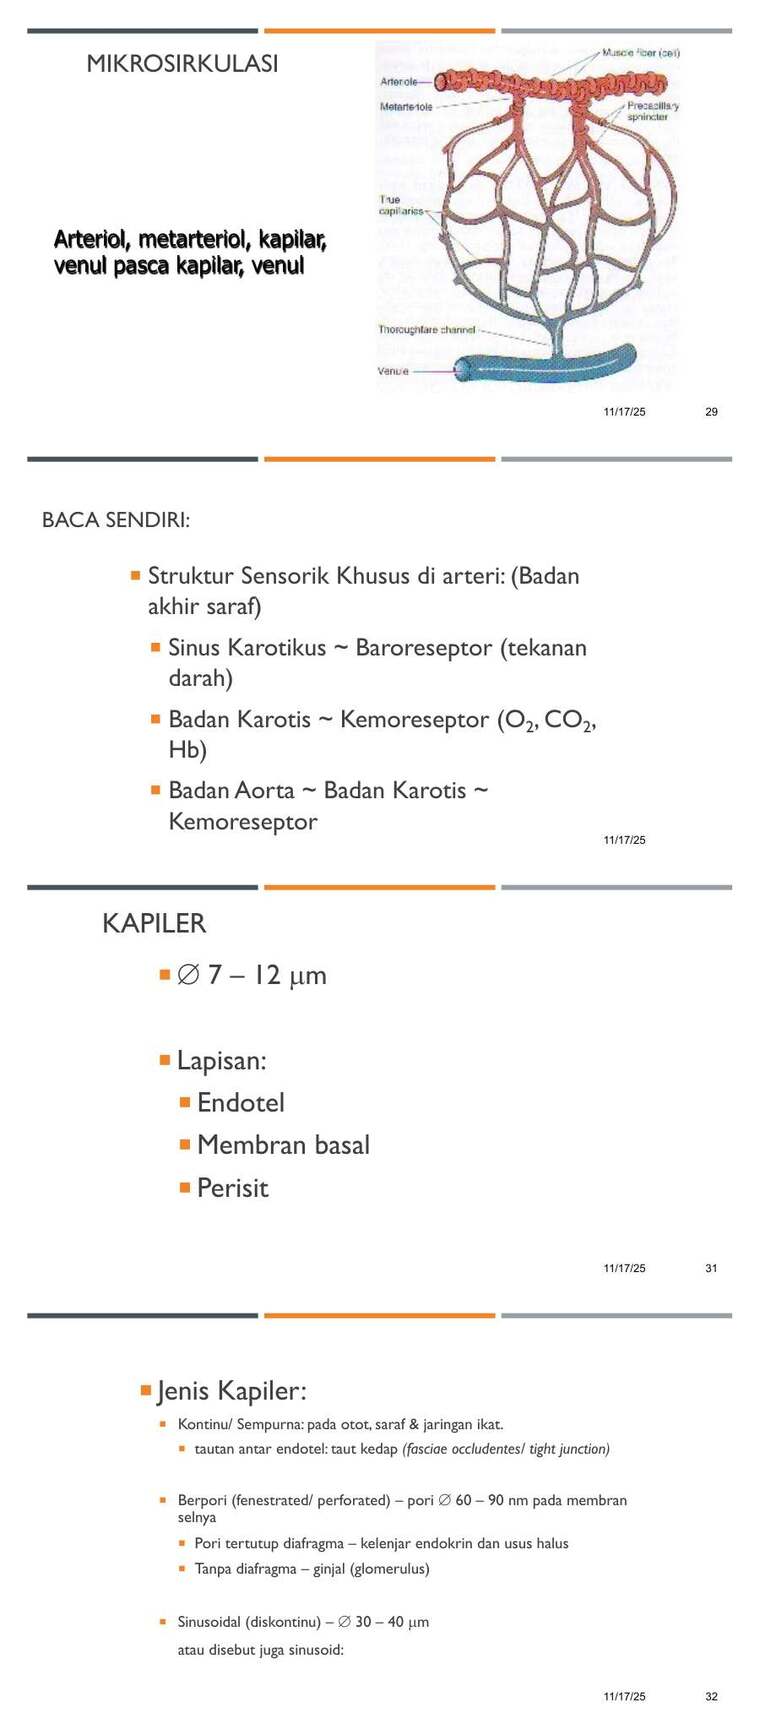 MIKROSIRKULASI
Muscle fiber (cell)
Arteriole
Metarteriole
Precapillary
sphincter
True
capillaries
Arteriol, metarteriol, kapilar,
venul pasca kapilar, venul
Thoroughfare channel
Venule
11/17/25
29
BACA SENDIRI:
Struktur Sensorik Khusus di arteri: (Badan
akhir saraf)
Sinus Karotikus ~ Baroreseptor (tekanan
darah)
Badan Karotis ~ Kemoreseptor (O₂, CO₂,
Hb)
Badan Aorta ~ Badan Karotis ~
Kemoreseptor
11/17/25
KAPILER
∅ 7 – 12 μm
Lapisan:
Endotel
Membran basal
Perisit
11/17/25
31
Jenis Kapiler:
Kontinu/ Sempurna: pada otot, saraf & jaringan ikat.
tautan antar endotel: taut kedap (fasciae occludentes/ tight junction)
Berpori (fenestrated/ perforated) – pori ∅ 60 – 90 nm pada membran
selnya
Pori tertutup diafragma – kelenjar endokrin dan usus halus
Tanpa diafragma – ginjal (glomerulus)
Sinusoidal (diskontinu) – ∅ 30 – 40 μm
atau disebut juga sinusoid:
11/17/25
32